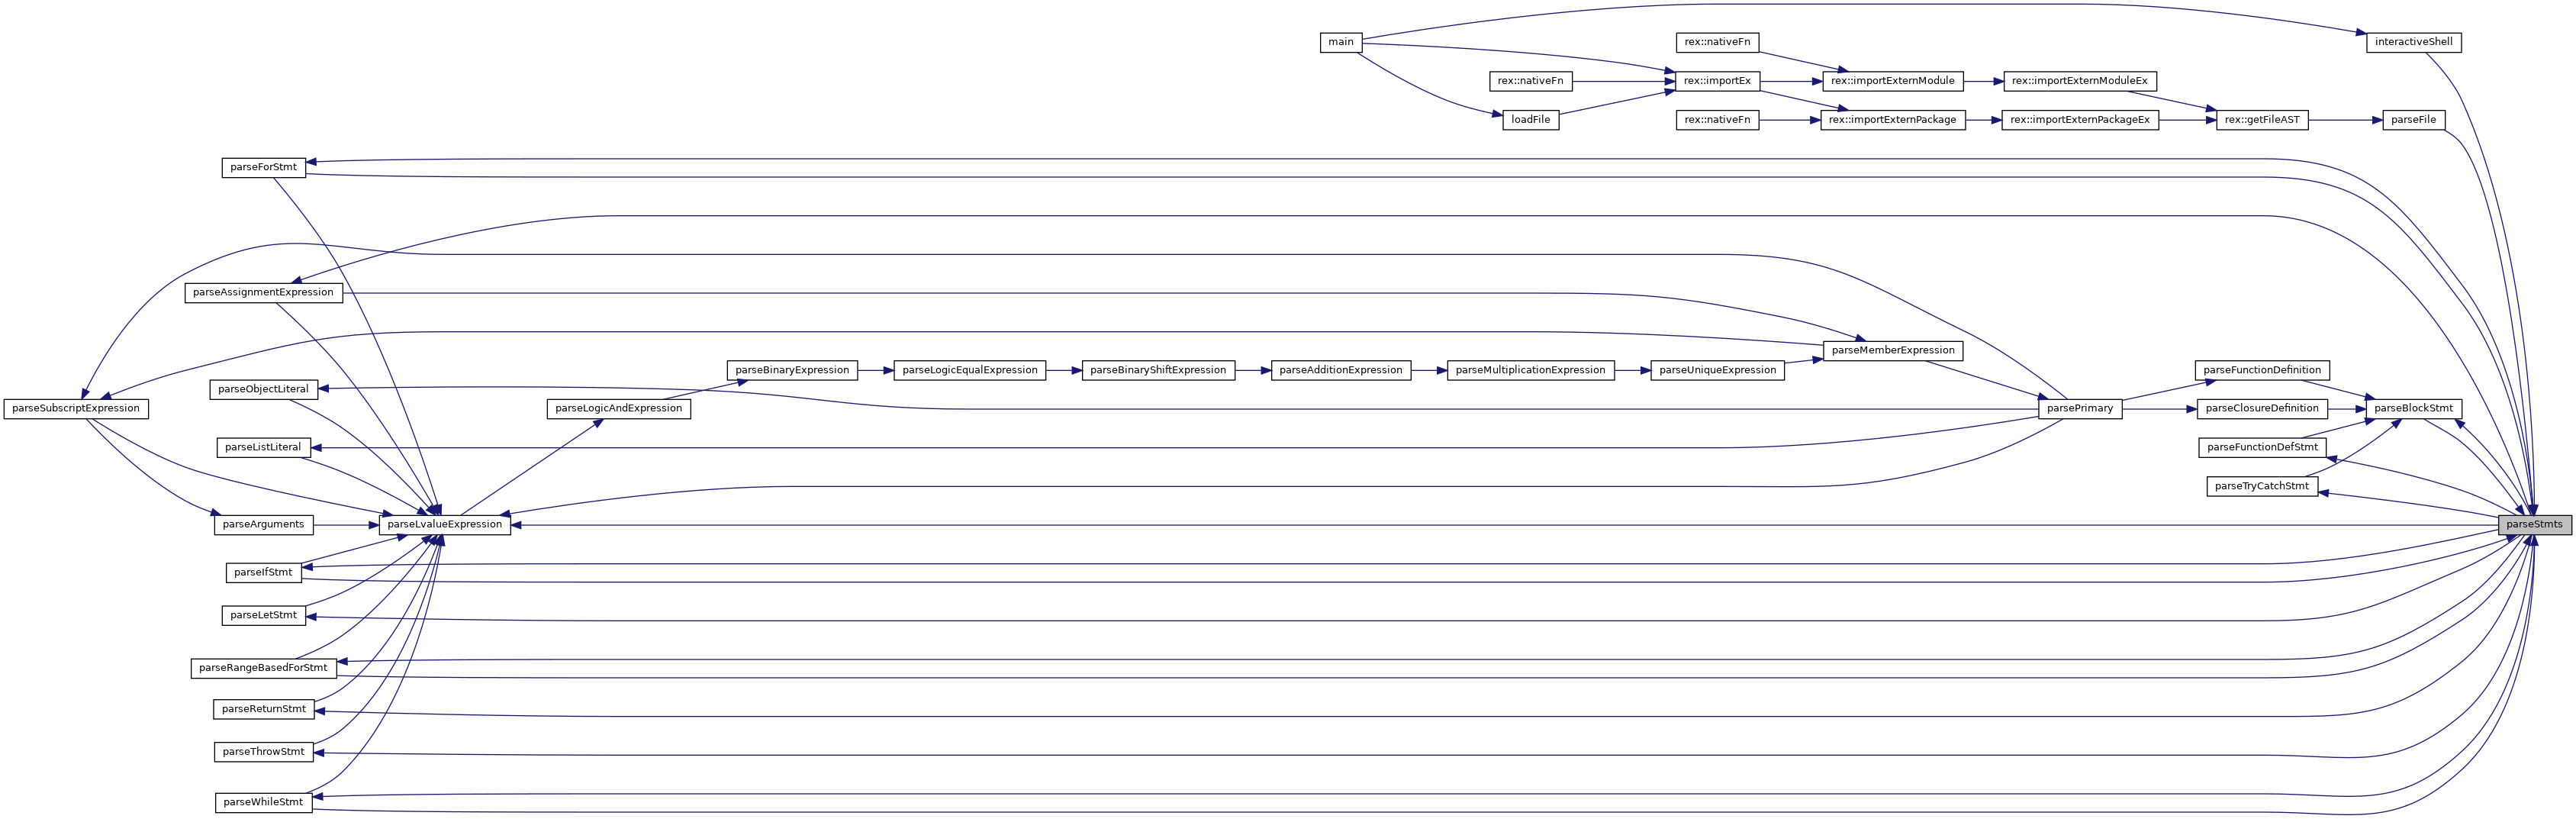 main
rex::nativeFn
interactiveShell
rex::nativeFn
rex::importEx
rex::importExternModule
rex::importExternModuleEx
loadFile
rex::nativeFn
rex::importExternPackage
rex::importExternPackageEx
rex::getFileAST
parseFile
parseForStmt
parseAssignmentExpression
parseMemberExpression
parseBinaryExpression
parseLogicEqualExpression
parseBinaryShiftExpression
parseAdditionExpression
parseMultiplicationExpression
parseUniqueExpression
parseFunctionDefinition
parseObjectLiteral
parseSubscriptExpression
parseLogicAndExpression
parsePrimary
parseClosureDefinition
parseBlockStmt
parseListLiteral
parseFunctionDefStmt
parseTryCatchStmt
parseArguments
parseLvalueExpression
parseStmts
parseIfStmt
parseLetStmt
parseRangeBasedForStmt
parseReturnStmt
parseThrowStmt
parseWhileStmt